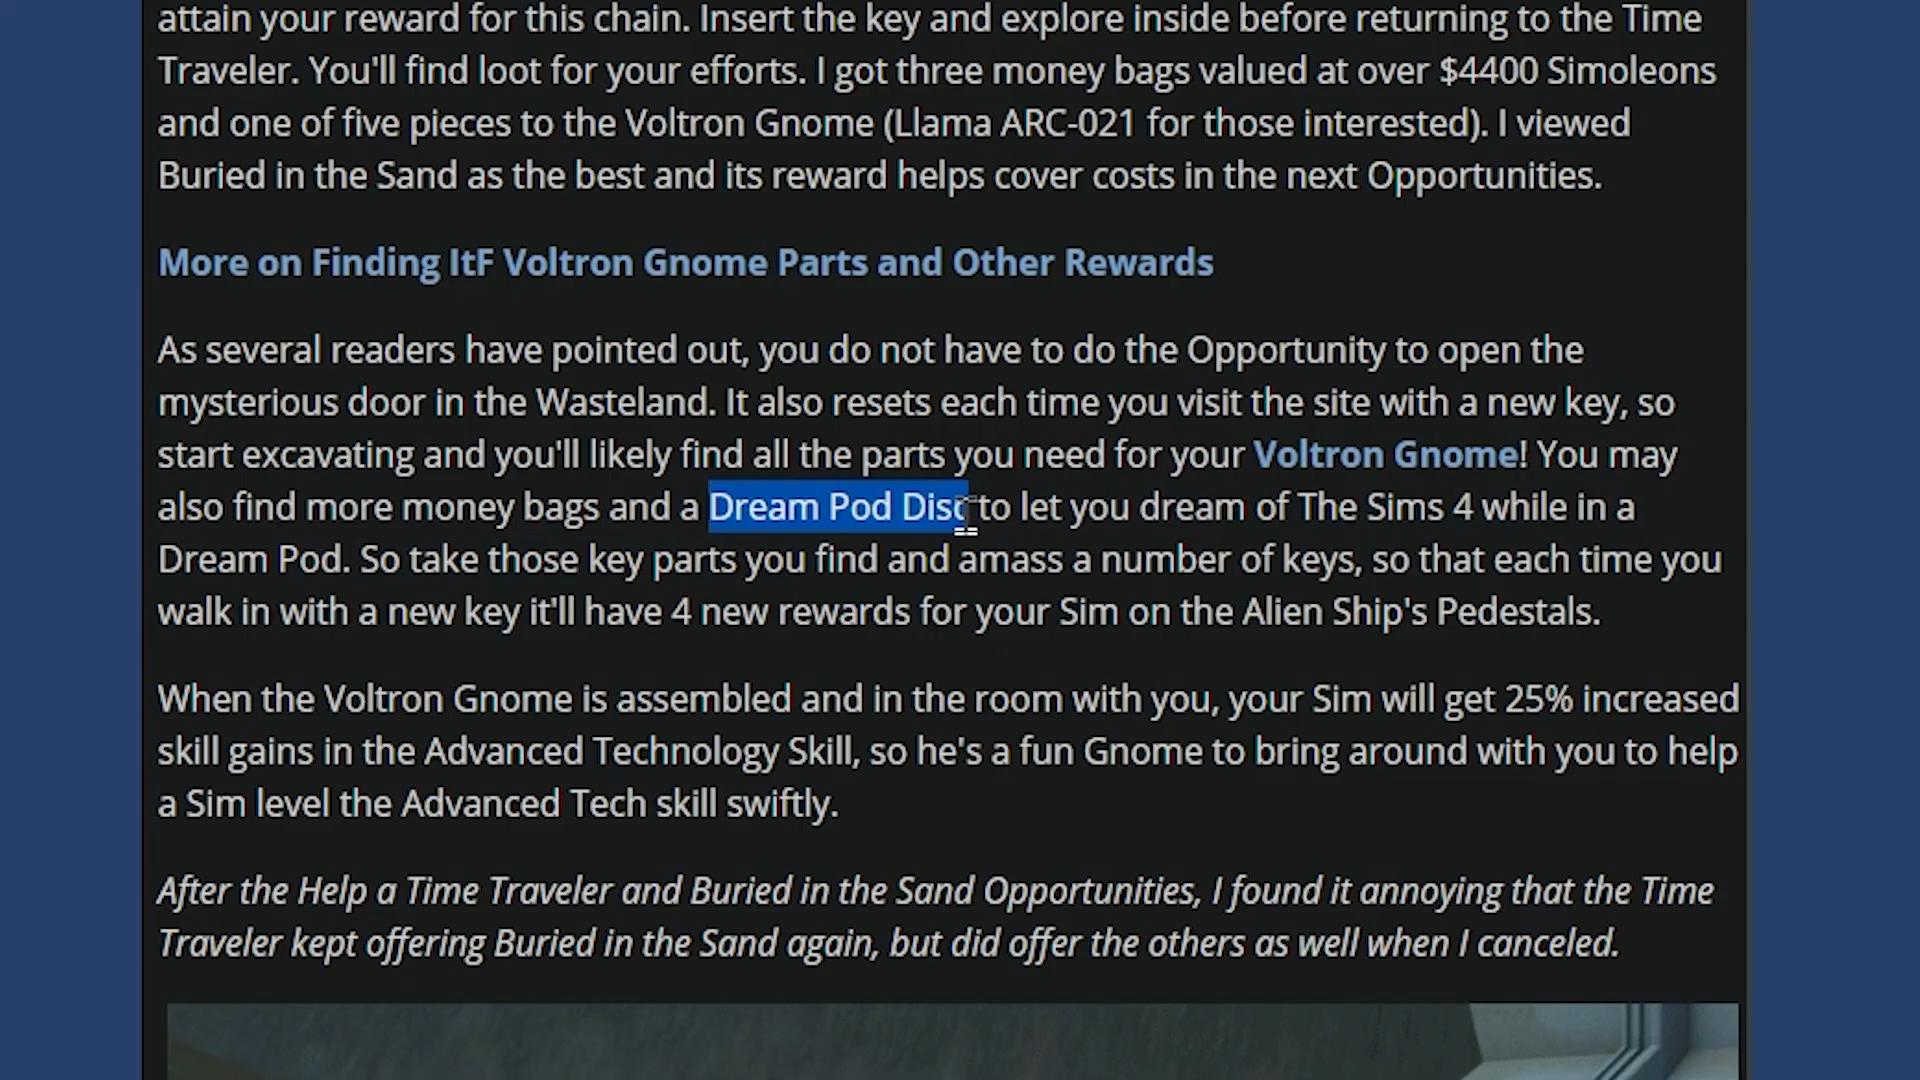 attain your reward for this chain. Insert the key and explore inside before returning to the Time
Traveler. You'll find loot for your efforts. I got three money bags valued at over $4400 Simoleons
and one of five pieces to the Voltron Gnome (Llama ARC-021 for those interested). I viewed
Buried in the Sand as the best and its reward helps cover costs in the next Opportunities.
More on Finding ItF Voltron Gnome Parts and Other Rewards
As several readers have pointed out, you do not have to do the Opportunity to open the
mysterious door in the Wasteland. It also resets each time you visit the site with a new key, so
start excavating and you'll likely find all the parts you need for your Voltron Gnome! You may
also find more money bags and a Dream Pod Disc to let you dream of The Sims 4 while in a
Dream Pod. So take those key parts you find and amass a number of keys, so that each time you
walk in with a new key it'll have 4 new rewards for your Sim on the Alien Ship's Pedestals.
When the Voltron Gnome is assembled and in the room with you, your Sim will get 25% increased
skill gains in the Advanced Technology Skill, so he's a fun Gnome to bring around with you to help
a Sim level the Advanced Tech skill swiftly.
After the Help a Time Traveler and Buried in the Sand Opportunities, I found it annoying that the Time
Traveler kept offering Buried in the Sand again, but did offer the others as well when I canceled.